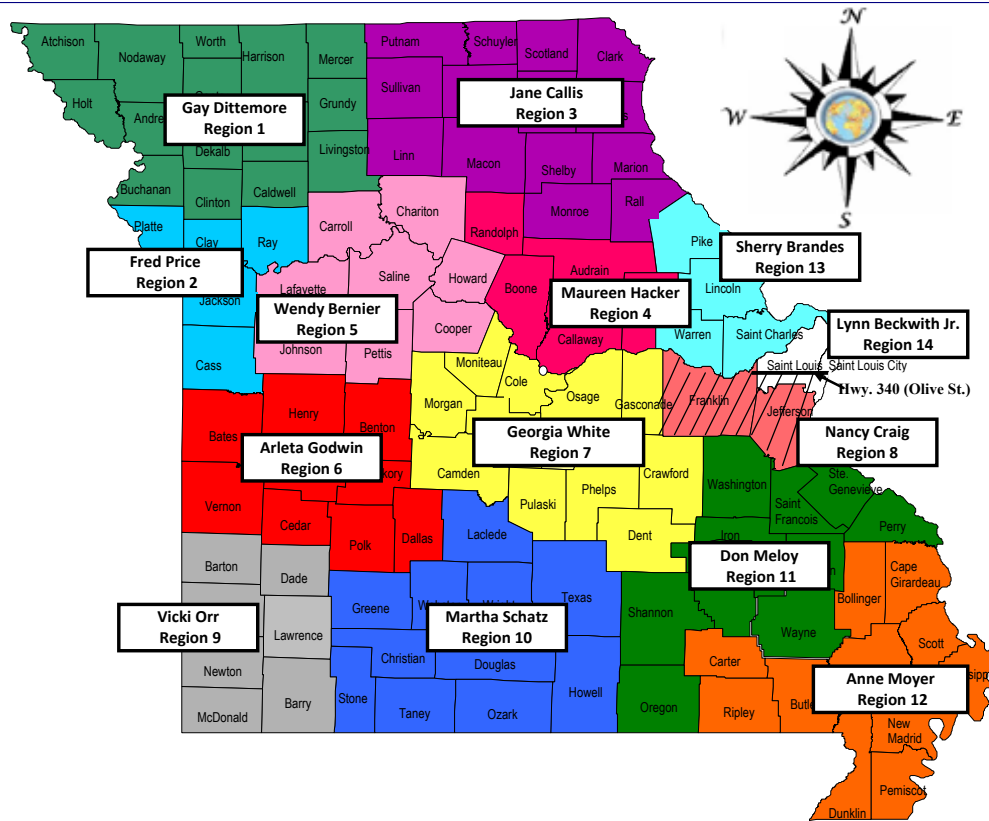 N
W
E
S
Atchison
Nodaway
Worth
Harrison
Mercer
Putnam
Schuyler
Scotland
Clark
Holt
Sullivan
Grundy
Gay Dittemore
Region 1
Jane Callis
Region 3
Dekalb
Livingston
Linn
Macon
Shelby
Marion
Buchanan
Clinton
Caldwell
Monroe
Rall
Platte
Clay
Ray
Carroll
Chariton
Randolph
Pike
Fred Price
Region 2
Sherry Brandes
Region 13
Saline
Howard
Audrain
Jackson
Lafayette
Boone
Lincoln
Wendy Bernier
Region 5
Maureen Hacker
Region 4
Cass
Johnson
Pettis
Cooper
Callaway
Warren
Saint Charles
Lynn Beckwith Jr.
Region 14
Moniteau
Cole
Saint Louis
Saint Louis City
Hwy. 340 (Olive St.)
Henry
Benton
Morgan
Osage
Gasconade
Franklin
Jefferson
Bates
Arleta Godwin
Region 6
Georgia White
Region 7
Nancy Craig
Region 8
Camden
Crawford
Washington
Ste.
Genevieve
Vernon
Pulaski
Phelps
Saint
Francois
Perry
Cedar
Polk
Dallas
Laclede
Dent
Iron
Barton
Dade
Don Meloy
Region 11
Cape
Girardeau
Bollinger
Greene
Texas
Shannon
Vicki Orr
Region 9
Martha Schatz
Region 10
Lawrence
Wayne
Scott
Newton
Christian
Douglas
Carter
Anne Moyer
Region 12
McDonald
Barry
Stone
Taney
Ozark
Howell
Oregon
Ripley
New
Madrid
Pemiscot
Dunklin